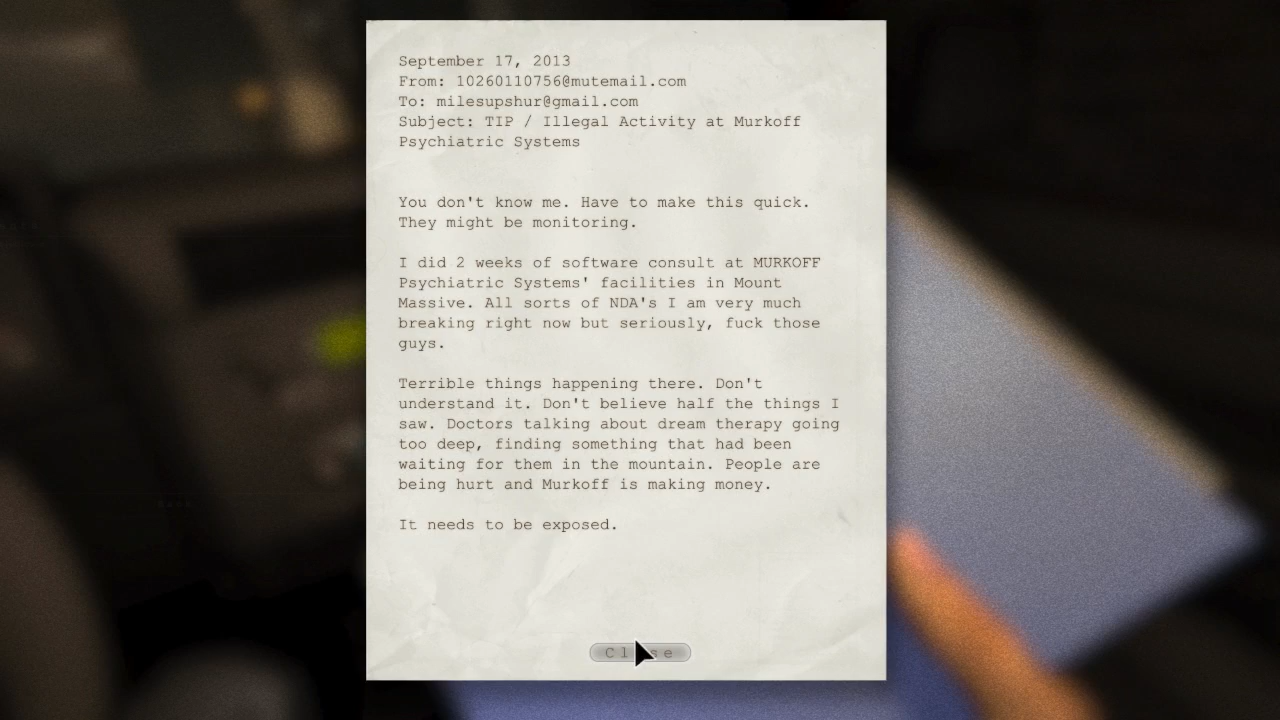 September 17, 2013
From: 10260110756@mutemail.com
To: milesupshur@gmail.com
Subject: TIP / Illegal Activity at Murkoff
Psychiatric Systems
You don't know me. Have to make this quick.
They might be monitoring.
I did 2 weeks of software consult at MURKOFF
Psychiatric Systems' facilities in Mount
Massive. All sorts of NDA's I am very much
breaking right now but seriously, fuck those
guys.
Terrible things happening there. Don't
understand it. Don't believe half the things I
saw. Doctors talking about dream therapy going
too deep, finding something that had been
waiting for them in the mountain. People are
being hurt and Murkoff is making money.
It needs to be exposed.
Close